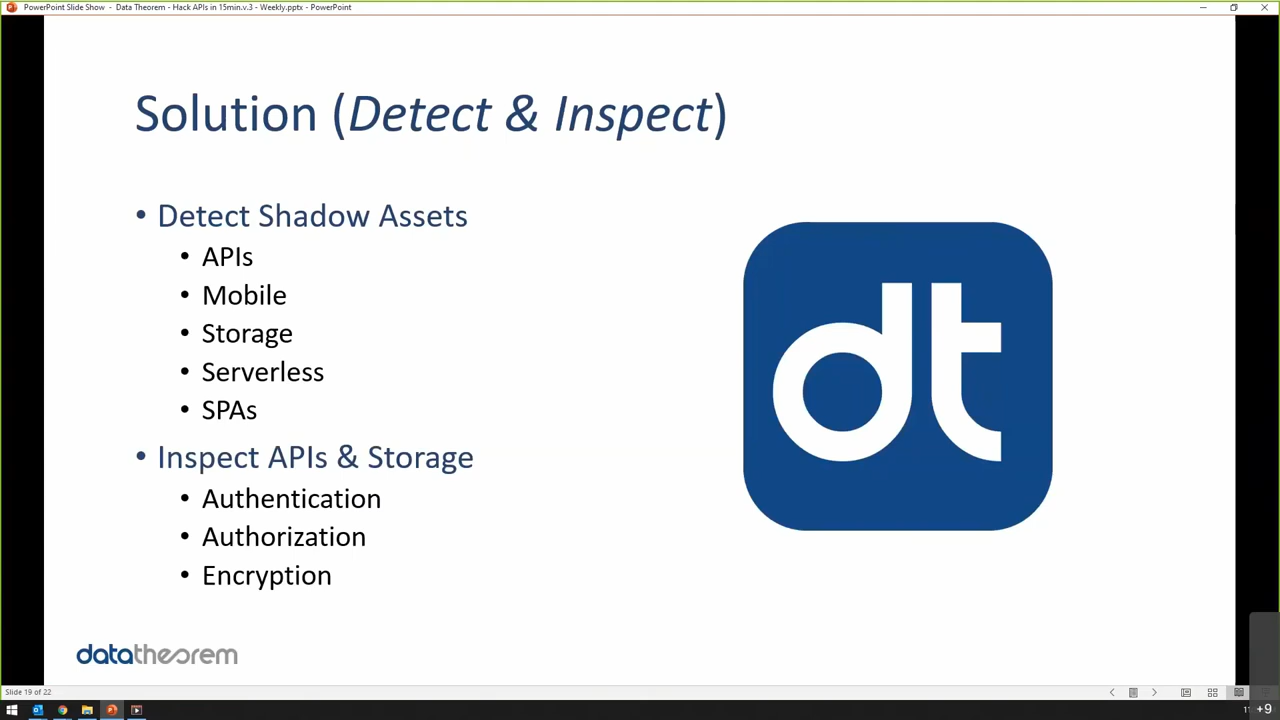 PowerPoint Slide Show - Data Theorem - Hack APIs in 15min.v.3 - Weekly.pptx - PowerPoint
Solution (Detect & Inspect)
• Detect Shadow Assets
• APIs
• Mobile
• Storage
• Serverless
• SPAs
• Inspect APIs & Storage
• Authentication
• Authorization
• Encryption
dt
datatheorem
Slide 19 of 22
+9